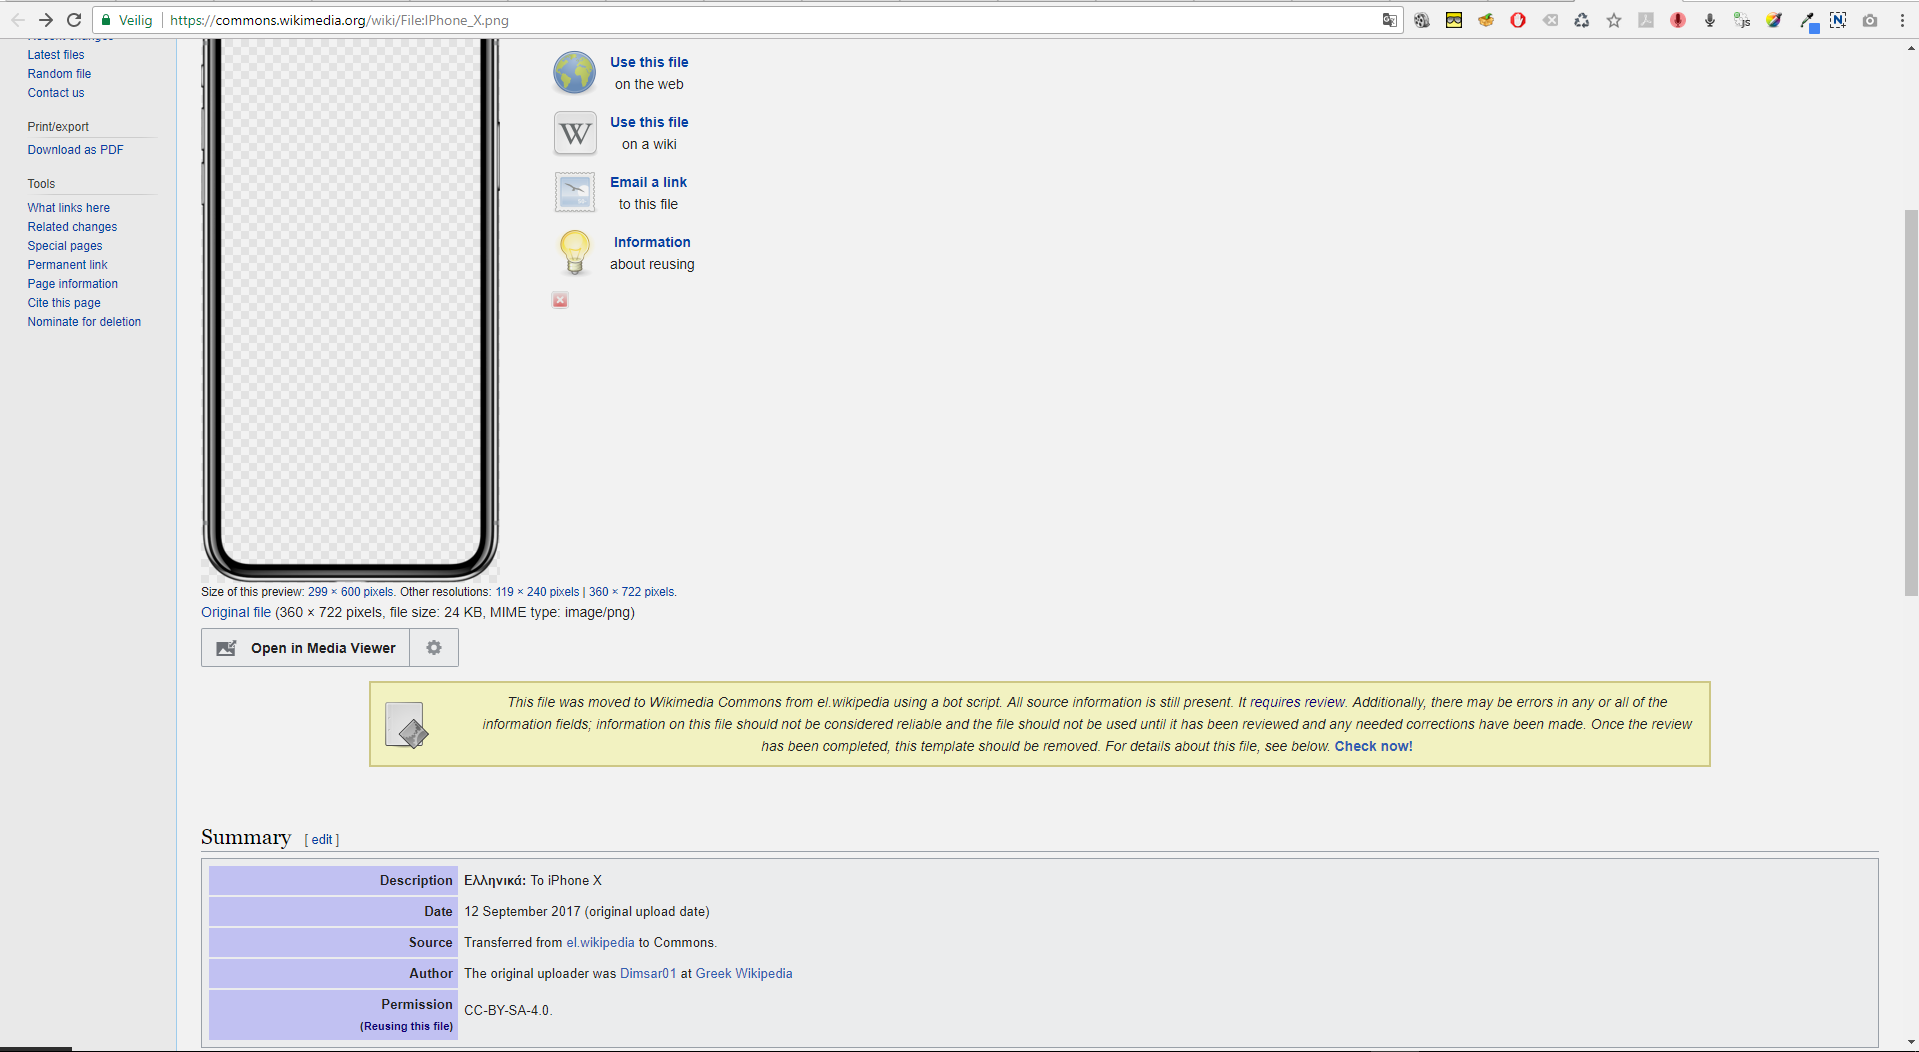 Veilig
https://commons.wikimedia.org/wiki/File:IPhone_X.png
Recent changes
Latest files
Random file
Contact us
Print/export
Download as PDF
Tools
What links here
Related changes
Special pages
Permanent link
Page information
Cite this page
Nominate for deletion
Use this file
on the web
W
Use this file
on a wiki
Email a link
to this file
Information
about reusing
Size of this preview: 299 × 600 pixels. Other resolutions: 119 × 240 pixels | 360 × 722 pixels.
Original file (360 × 722 pixels, file size: 24 KB, MIME type: image/png)
Open in Media Viewer
This file was moved to Wikimedia Commons from el.wikipedia using a bot script. All source information is still present. It requires review. Additionally, there may be errors in any or all of the
information fields; information on this file should not be considered reliable and the file should not be used until it has been reviewed and any needed corrections have been made. Once the review
has been completed, this template should be removed. For details about this file, see below. Check now!
Summary [ edit ]
Description Ελληνικά: Το iPhone X
Date 12 September 2017 (original upload date)
Source Transferred from el.wikipedia to Commons.
Author The original uploader was Dimsar01 at Greek Wikipedia
Permission
(Reusing this file)
CC-BY-SA-4.0.